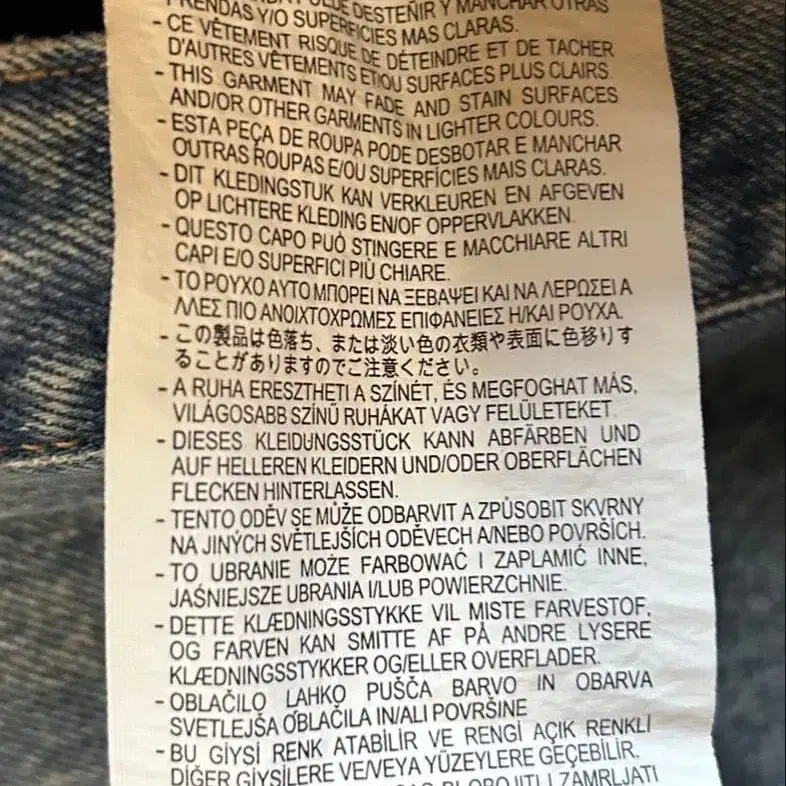 DESTEÑIR Y MANCHAR OTRAS
PRENDAS Y/O SUPERFICIES MAS CLARAS.
- CE VÊTEMENT RISQUE DE DÉTEINDRE ET DE TACHER
D'AUTRES VÊTEMENTS ET/OU SURFACES PLUS CLAIRS.
- THIS GARMENT MAY FADE AND STAIN SURFACES
AND/OR OTHER GARMENTS IN LIGHTER COLOURS.
- ESTA PEÇA DE ROUPA PODE DESBOTAR E MANCHAR
OUTRAS ROUPAS E/OU SUPERFÍCIES MAIS CLARAS.
- DIT KLEDINGSTUK KAN VERKLEUREN EN AFGEVEN
OP LICHTERE KLEDING EN/OF OPPERVLAKKEN.
- QUESTO CAPO PUÒ STINGERE E MACCHIARE ALTRI
CAPI E/O SUPERFICI PIÙ CHIARE.
- ΤΟ ΡΟΥΧΟ ΑΥΤΟ ΜΠΟΡΕΙ ΝΑ ΞΕΒΑΨΕΙ ΚΑΙ ΝΑ ΛΕΡΩΣΕΙ Α
ΛΛΕΣ ΠΙΟ ΑΝΟΙΧΤΟΧΡΩΜΕΣ ΕΠΙΦΑΝΕΙΕΣ Η/ΚΑΙ ΡΟΥΧΑ.
- この製品は色落ち、または淡い色の衣類や表面に色移りす
ることがありますのでご注意ください。
- A RUHA ERESZTHETI A SZÍNÉT, ÉS MEGFOGHAT MÁS,
VILÁGOSABB SZÍNŰ RUHÁKAT VAGY FELÜLETEKET.
- DIESES KLEIDUNGSSTÜCK KANN ABFÄRBEN UND
AUF HELLEREN KLEIDERN UND/ODER OBERFLÄCHEN
FLECKEN HINTERLASSEN.
- TENTO ODĚV SE MŮŽE ODBARVIT A ZPŮSOBIT SKVRNY
NA JINÝCH SVĚTLEJŠÍCH ODĚVECH A/NEBO POVRŠÍCH.
- TO UBRANIE MOŻE FARBOWAĆ I ZAPLAMIĆ INNE,
JAŚNIEJSZE UBRANIA I/LUB POWIERZCHNIE.
- DETTE KLÆDNINGSSTYKKE VIL MISTE FARVESTOF,
OG FARVEN KAN SMITTE AF PÅ ANDRE LYSERE
KLÆDNINGSSTYKKER OG/ELLER OVERFLADER.
- OBLAČILO LAHKO PUŠČA BARVO IN OBARVA
SVETLEJŠA OBLAČILA IN/ALI POVRŠINE
- BU GİYSİ RENK ATABİLİR VE RENGİ AÇIK RENKLİ
DİĞER GİYSİLERE VE/VEYA YÜZEYLERE GEÇEBİLİR.
I ZAMRLJATI